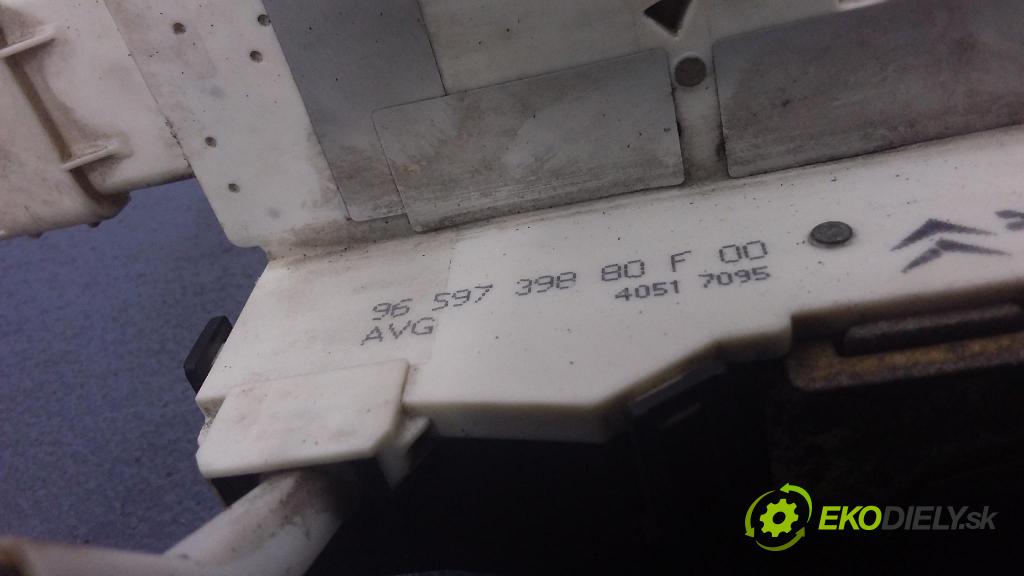 96 597 398 80 F 00
4051 7095
AVG
EKODIELY.sk